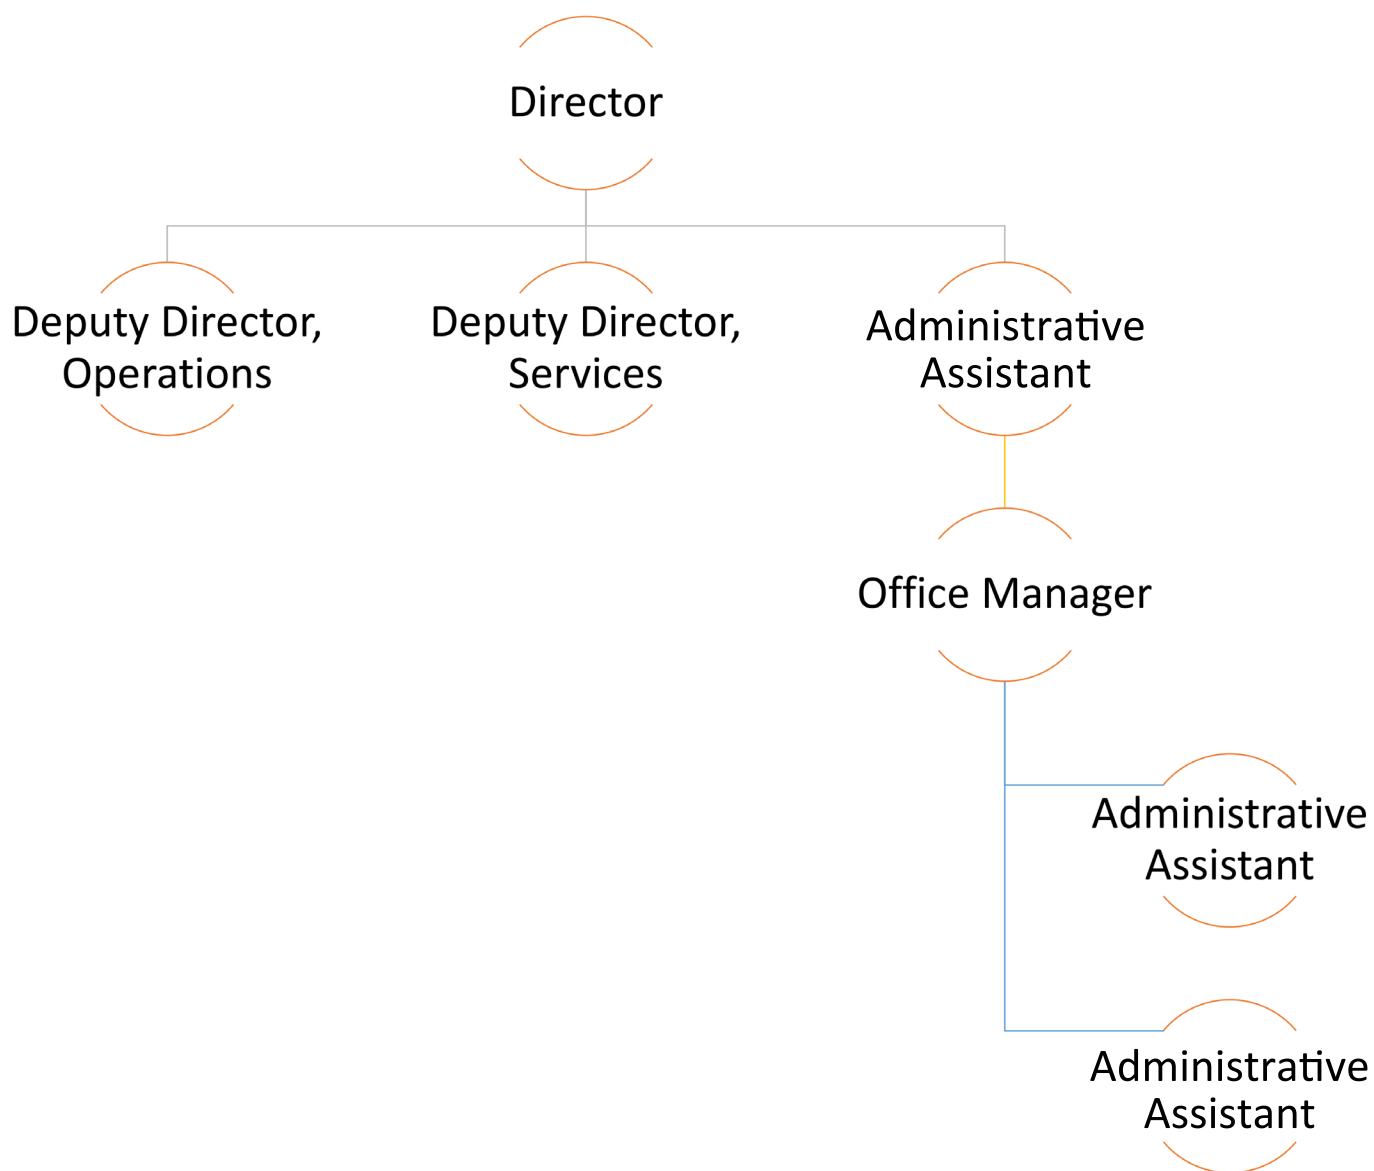 Director
Deputy Director,
Operations
Deputy Director,
Services
Administrative
Assistant
Office Manager
Administrative
Assistant
Administrative
Assistant